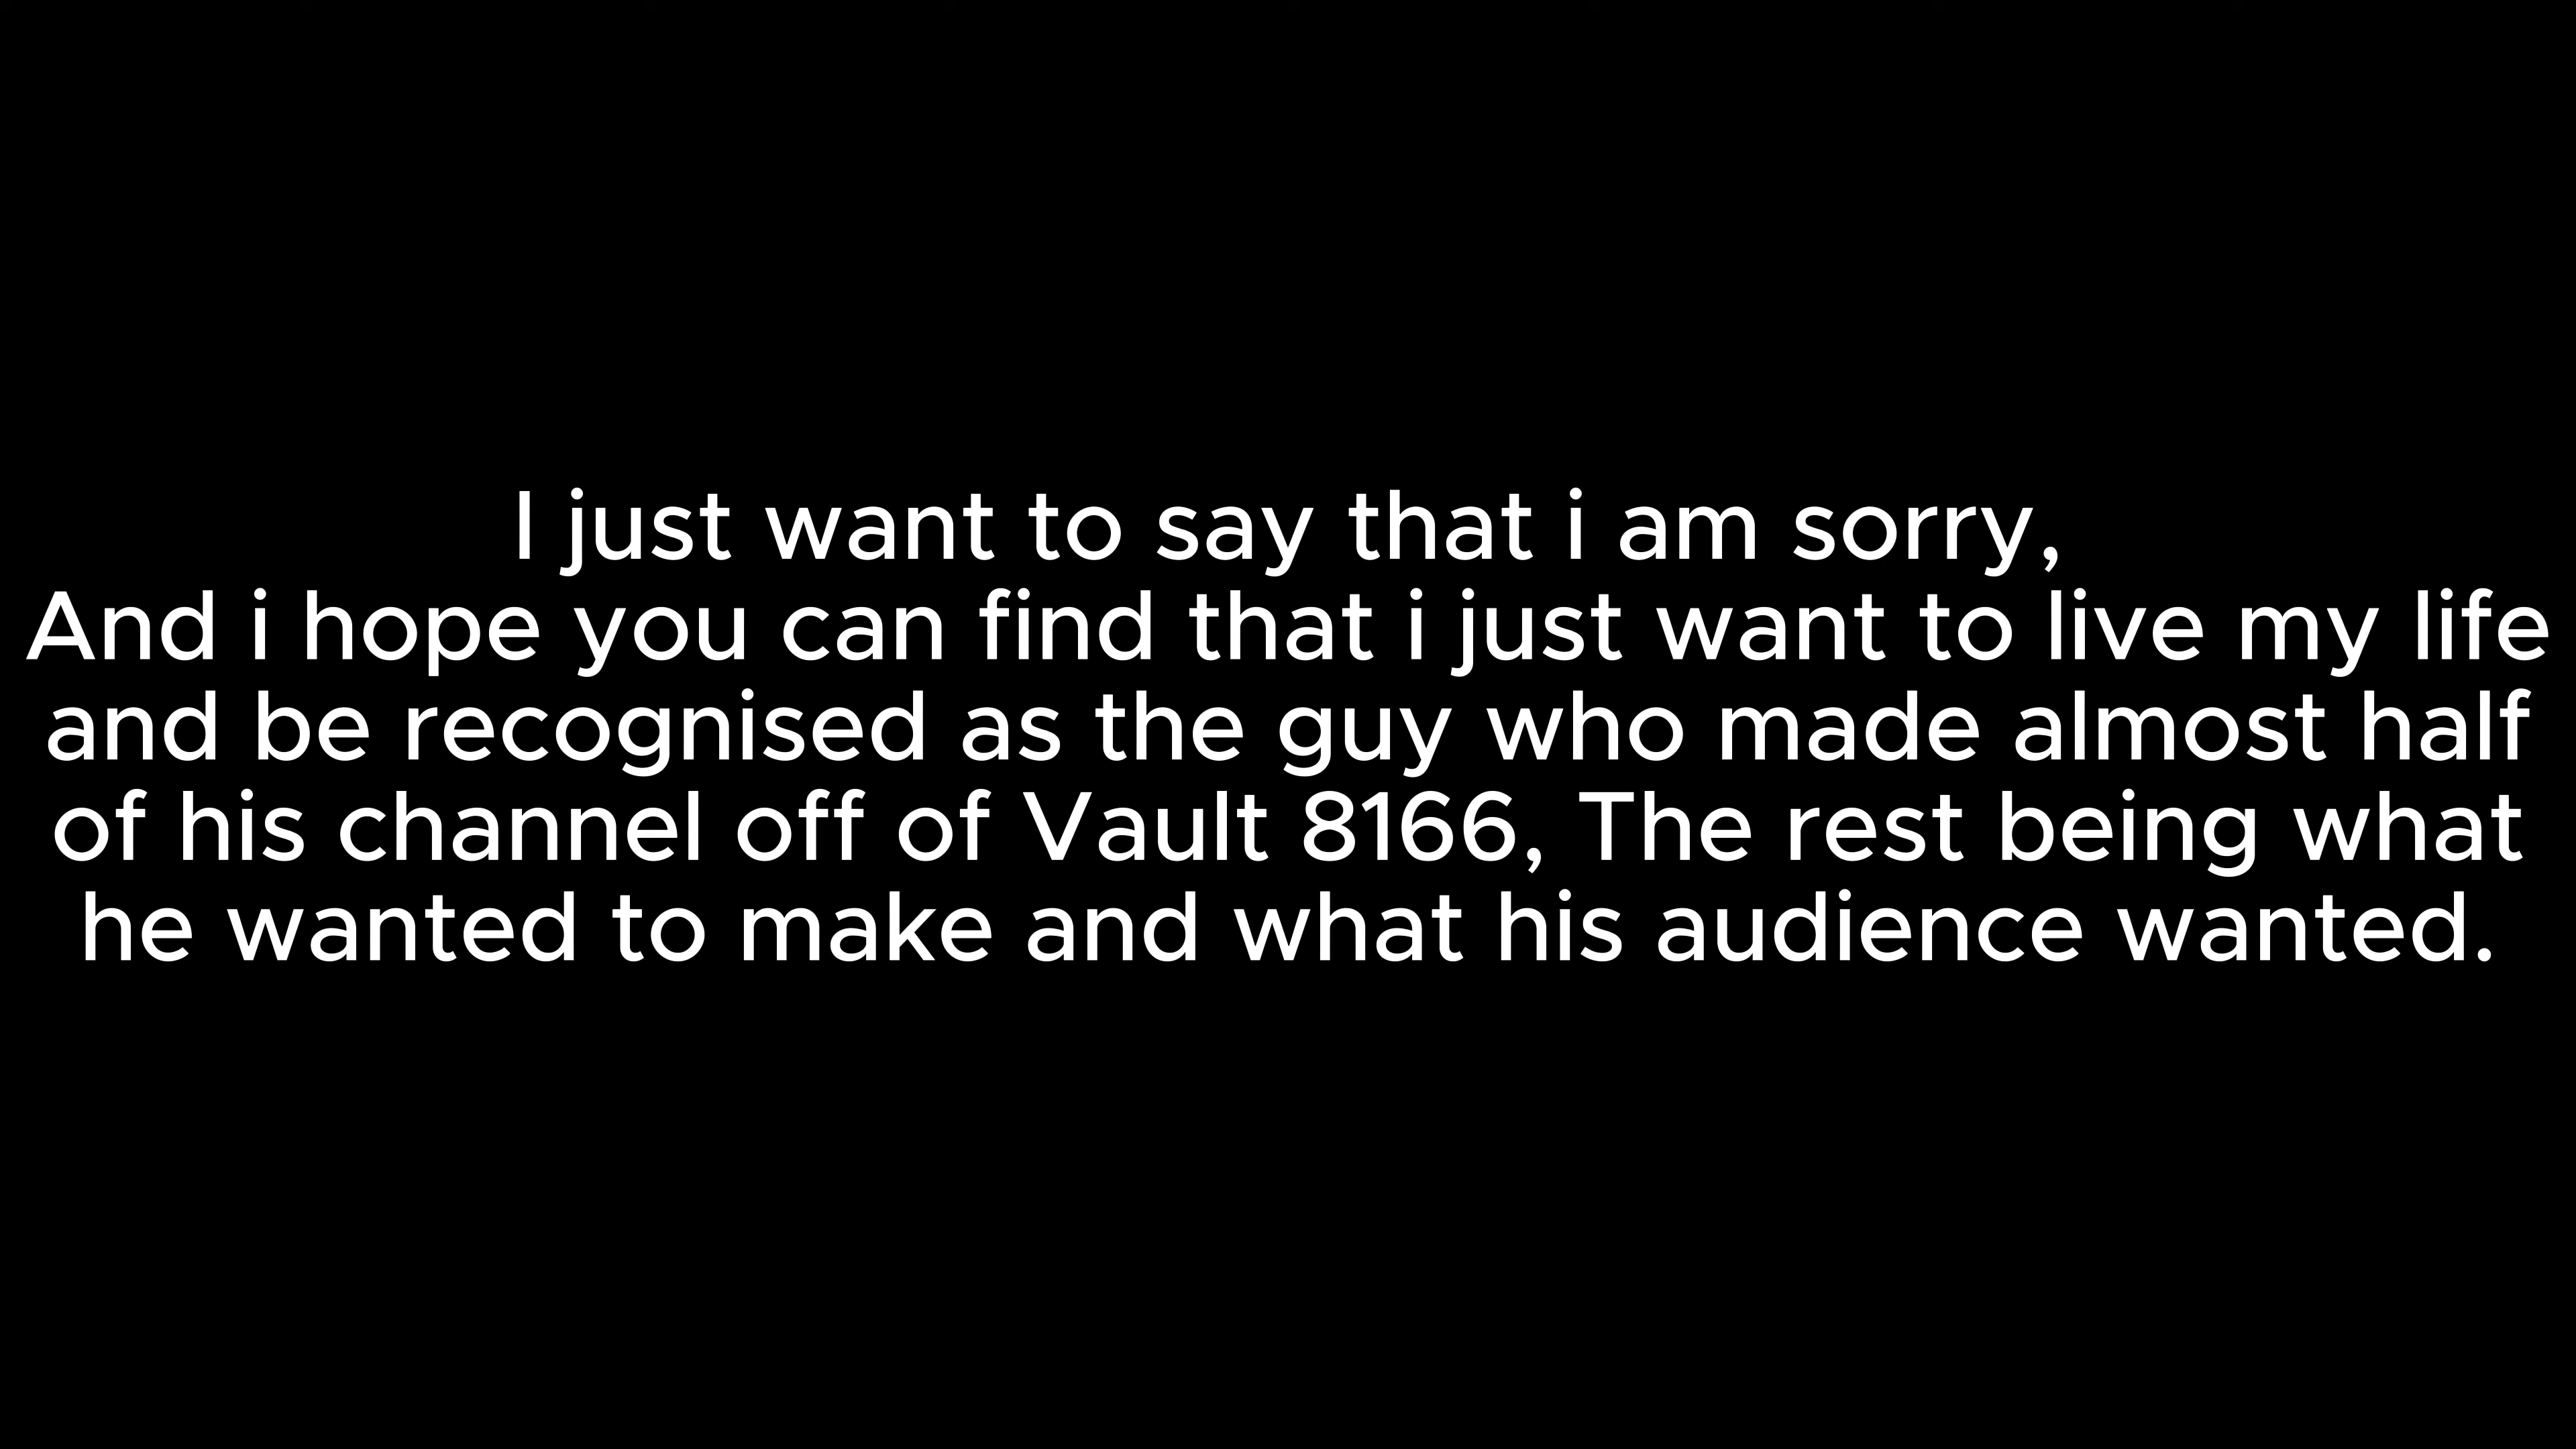 I just want to say that i am sorry,
And i hope you can find that i just want to live my life
and be recognised as the guy who made almost half
of his channel off of Vault 8166, The rest being what
he wanted to make and what his audience wanted.